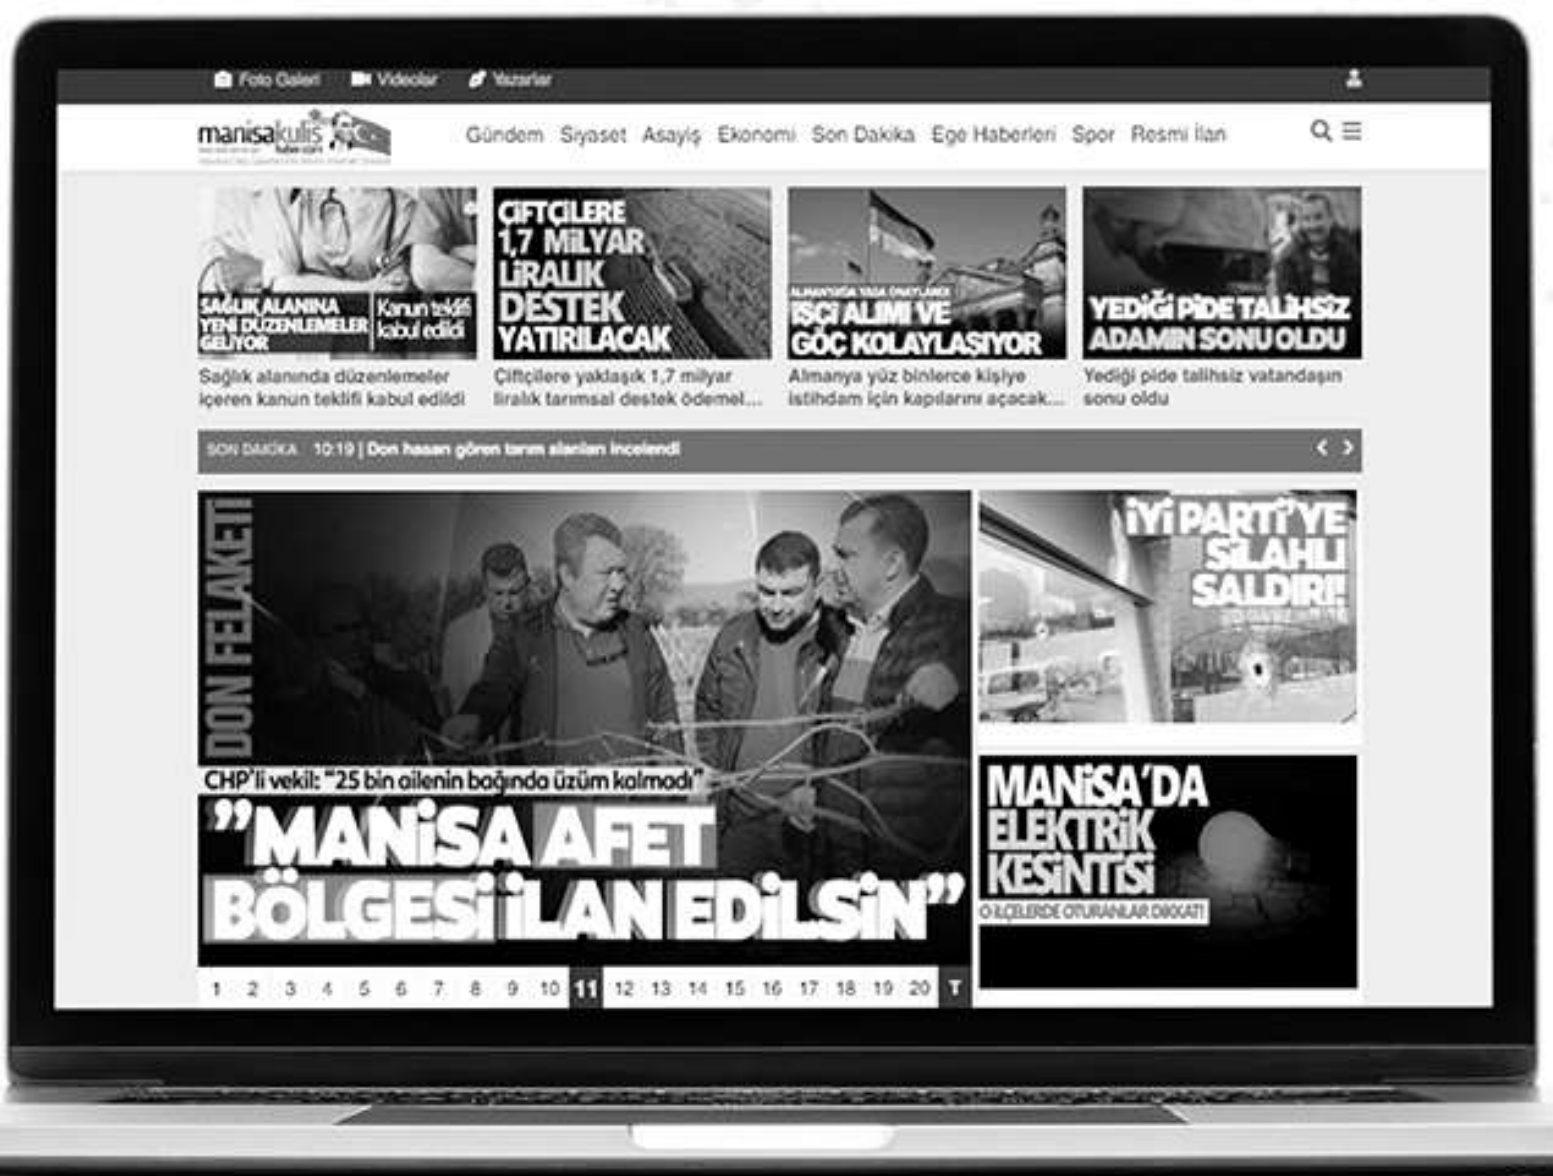 Foto Galeri Videolar Yazarlar
manisakulis
Gündem Siyaset Asayiş Ekonomi Son Dakika Ege Haberleri Spor Resmi İlan
SAĞLIK ALANINA
YENİ DÜZENLEMELER
GELİYOR
Kanun teklifi
kabul edildi
Sağlık alanında düzenlemeler
içeren kanun teklifi kabul edildi
ÇİFTÇİLERE
1,7 MİLYAR
LİRALIK
DESTEK
YATIRILACAK
Çiftçilere yaklaşık 1,7 milyar
liralık tarımsal destek ödemel...
ALMANYA'DA YASA ONAYLANDI
İŞÇİ ALIMI VE
GÖÇ KOLAYLAŞIYOR
Almanya yüz binlerce kişiye
istihdam için kapılarını açacak...
YEDİĞİ PİDE TALİHSİZ
ADAMIN SONU OLDU
Yediği pide talihsiz vatandaşın
sonu oldu
SON DAKİKA 10:19 | Don hasarı gören tarım alanları incelendi
DON FELAKETİ
CHP'li vekil: "25 bin ailenin bağında üzüm kalmadı"
"MANİSA AFET
BÖLGESİ İLAN EDİLSİN"
1 2 3 4 5 6 7 8 9 10 11 12 13 14 15 16 17 18 19 20 T
İYİ PARTİ'YE
SİLAHLI
SALDIRI!
MANİSA'DA
ELEKTRİK
KESİNTİSİ
O İLÇELERDE OTURANLAR DİKKAT!